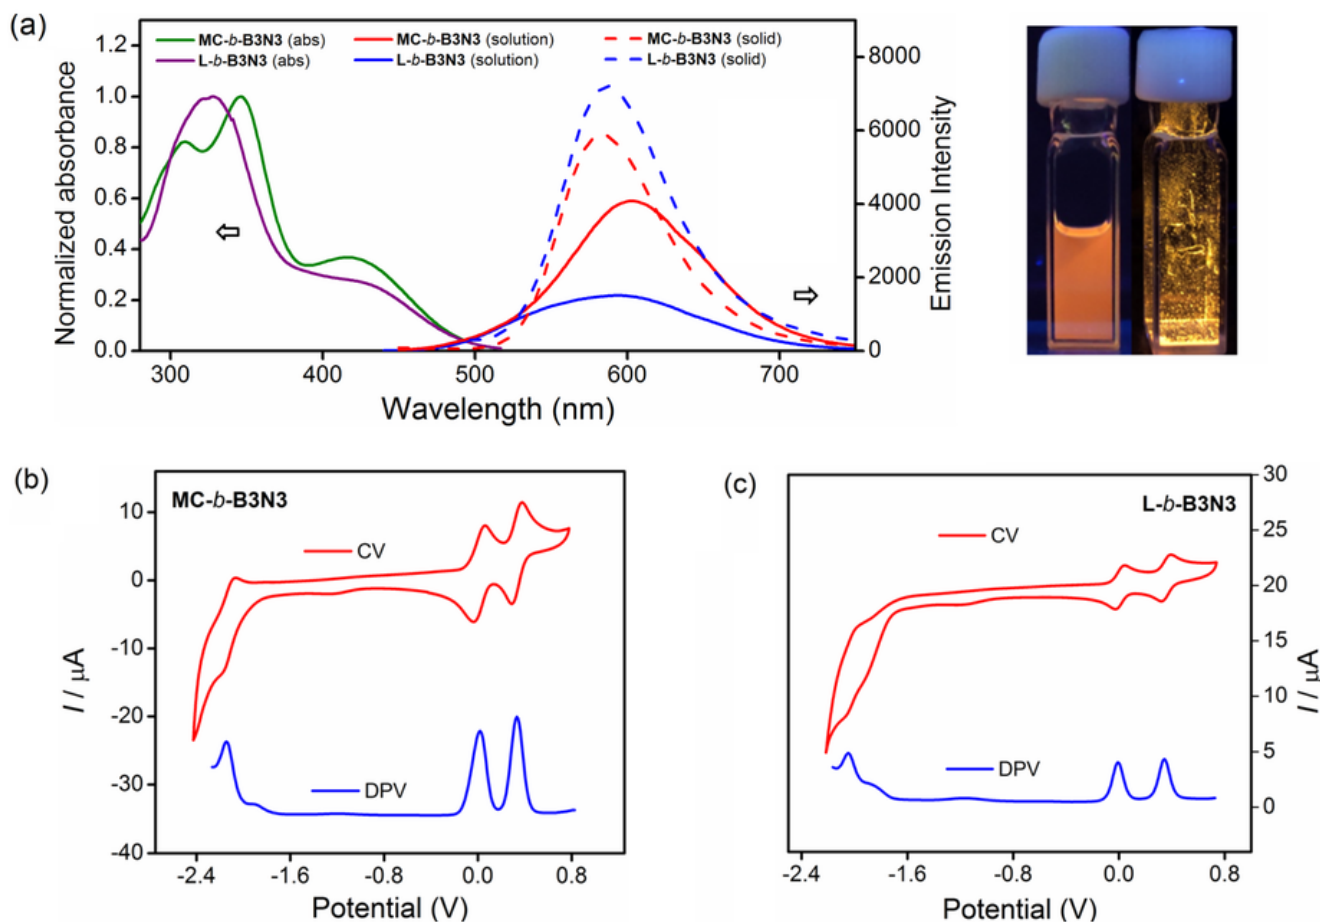 (a)
MC-b-B3N3 (abs) MC-b-B3N3 (solution) MC-b-B3N3 (solid)
L-b-B3N3 (abs) L-b-B3N3 (solution) L-b-B3N3 (solid)
Normalized absorbance
1.2
1.0
0.8
0.6
0.4
0.2
0.0
8000
6000
4000
2000
0
Emission Intensity
300 400 500 600 700
Wavelength (nm)
(b)
MC-b-B3N3
CV
DPV
I / μA
10
0
-10
-20
-30
-40
-2.4 -1.6 -0.8 0.0 0.8
Potential (V)
(c)
L-b-B3N3
CV
DPV
30
25
20
15
10
5
0
I / μA
-2.4 -1.6 -0.8 0.0 0.8
Potential (V)